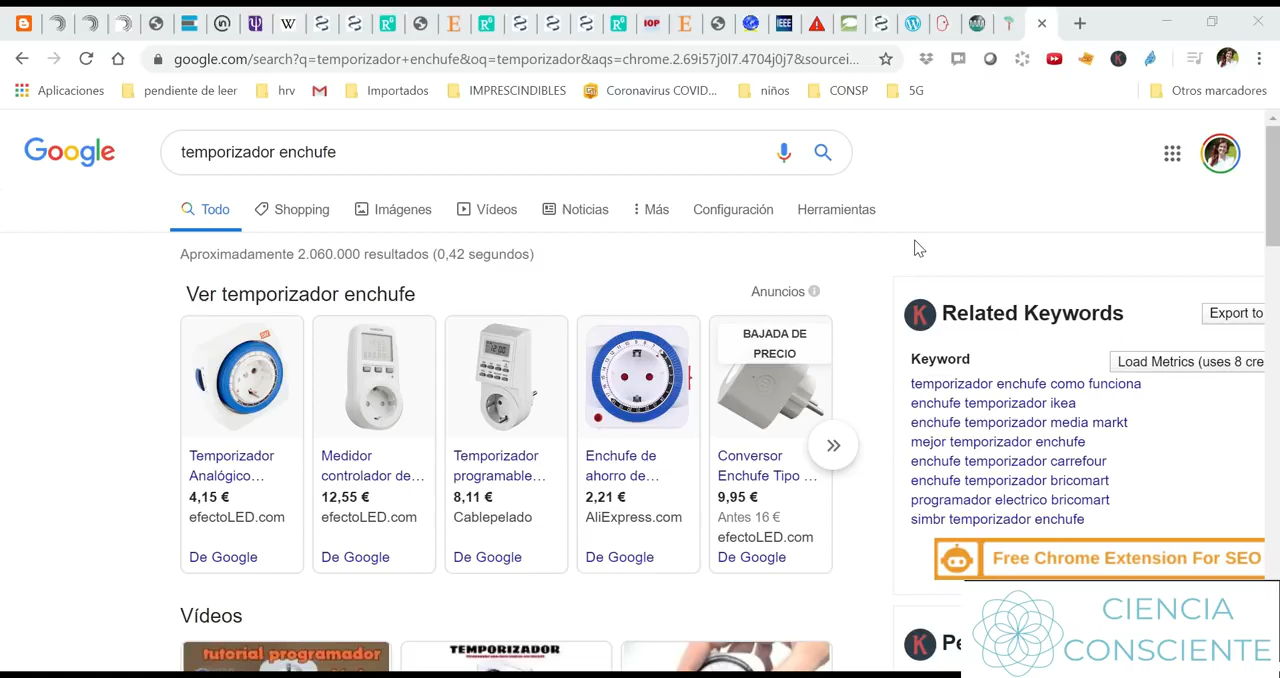 google.com/search?q=temporizador+enchufe&oq=temporizador&aqs=chrome.2.69i57j0l7.4704j0j7&sourcei...
Aplicaciones pendiente de leer hrv Importados IMPRESCINDIBLES Coronavirus COVID... niños CONSP 5G Otros marcadores
Google temporizador enchufe
Todo Shopping Imágenes Vídeos Noticias Más Configuración Herramientas
Aproximadamente 2.060.000 resultados (0,42 segundos)
Ver temporizador enchufe Anuncios
BAJADA DE
PRECIO
Temporizador
Analógico...
4,15 €
efectoLED.com
De Google
Medidor
controlador de...
12,55 €
efectoLED.com
De Google
Temporizador
programable...
8,11 €
Cablepelado
De Google
Enchufe de
ahorro de...
2,21 €
AliExpress.com
De Google
Conversor
Enchufe Tipo ...
9,95 €
Antes 16 €
efectoLED.com
De Google
Vídeos
tutorial programador
TEMPORIZADOR
K Related Keywords Export to
Keyword Load Metrics (uses 8 cre
temporizador enchufe como funciona
enchufe temporizador ikea
enchufe temporizador media markt
mejor temporizador enchufe
enchufe temporizador carrefour
enchufe temporizador bricomart
programador electrico bricomart
simbr temporizador enchufe
Free Chrome Extension For SEO
K Pe
CIENCIA
CONSCIENTE